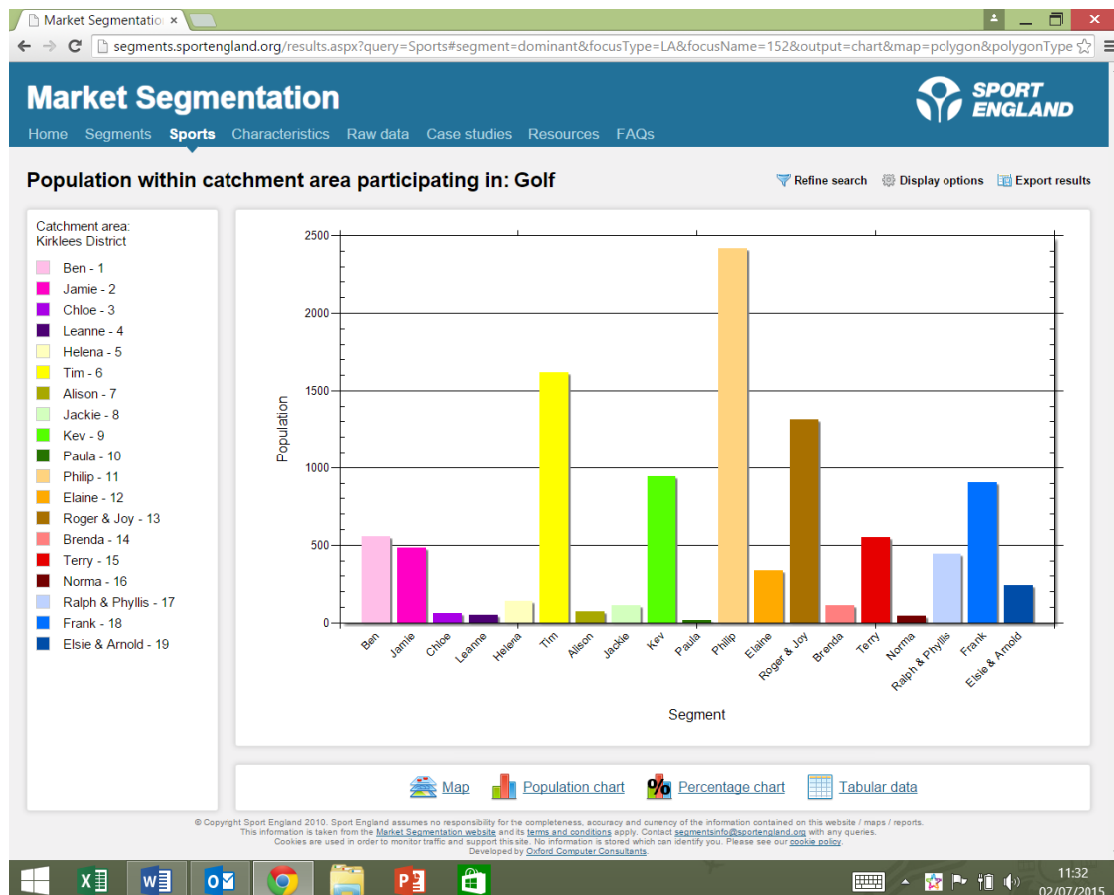 Market Segmentatio
segments.sportengland.org/results.aspx?query=Sports#segment=dominant&focusType=LA&focusName=152&output=chart&map=polygon&polygonType
Market Segmentation
SPORT
ENGLAND
Home Segments Sports Characteristics Raw data Case studies Resources FAQs
Population within catchment area participating in: Golf
Refine search Display options Export results
Catchment area:
Kirklees District
Ben - 1
Jamie - 2
Chloe - 3
Leanne - 4
Helena - 5
Tim - 6
Alison - 7
Jackie - 8
Kev - 9
Paula - 10
Philip - 11
Elaine - 12
Roger & Joy - 13
Brenda - 14
Terry - 15
Norma - 16
Ralph & Phyllis - 17
Frank - 18
Elsie & Arnold - 19
2500
2000
1500
1000
500
0
Population
Ben
Jamie
Chloe
Leanne
Helena
Tim
Alison
Jackie
Kev
Paula
Philip
Elaine
Roger & Joy
Brenda
Terry
Norma
Ralph & Phyllis
Frank
Elsie & Arnold
Segment
Map % Population chart Percentage chart Tabular data
© Copyright Sport England 2010. Sport England assumes no responsibility for the completeness, accuracy and currency of the information contained on this website / maps / reports.
This information is taken from the Market Segmentation website and its terms and conditions apply. Contact segmentsinfo@sportengland.org with any queries.
Cookies are used in order to monitor traffic and support this site. No information is stored which can identify you. Please see our cookie policy.
Developed by Oxford Computer Consultants.
11:32
02/07/2015